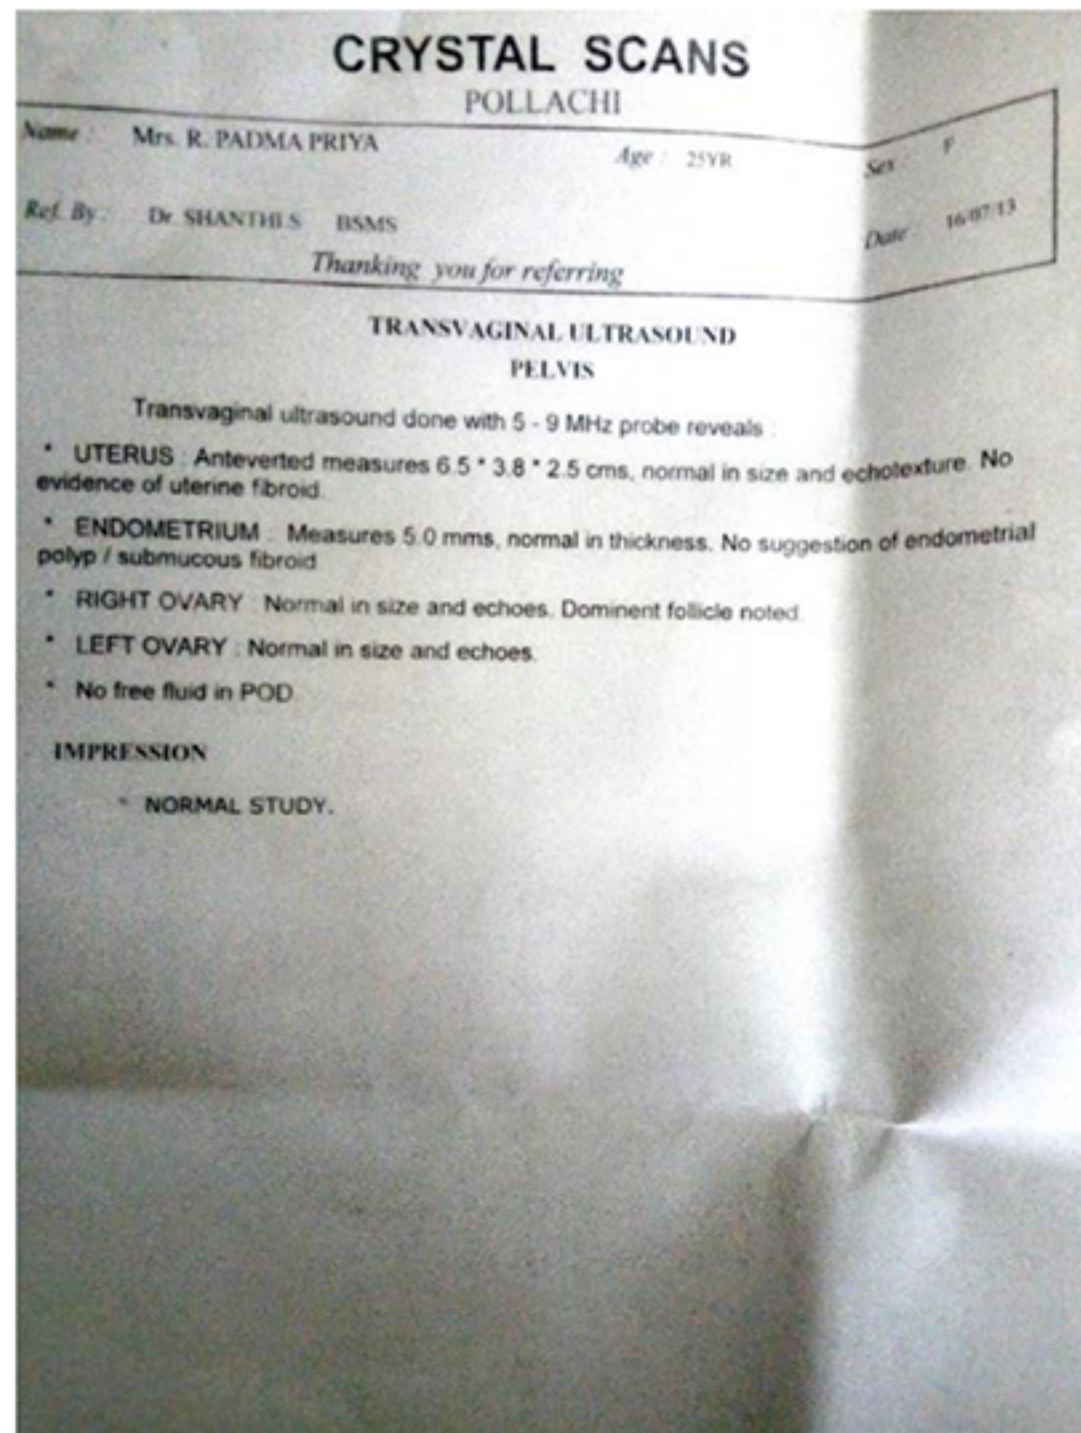 CRYSTAL SCANS
POLLACHI
Name : Mrs. R. PADMA PRIYA Age : 25YR Sex F
Ref. By : Dr. SHANTHI.S BSMS Date : 16/07/13
Thanking you for referring
TRANSVAGINAL ULTRASOUND
PELVIS
Transvaginal ultrasound done with 5 - 9 MHz probe reveals :
* UTERUS : Anteverted measures 6.5 * 3.8 * 2.5 cms, normal in size and echotexture. No
evidence of uterine fibroid.
* ENDOMETRIUM : Measures 5.0 mms, normal in thickness. No suggestion of endometrial
polyp / submucous fibroid
* RIGHT OVARY : Normal in size and echoes. Dominent follicle noted.
* LEFT OVARY : Normal in size and echoes.
* No free fluid in POD.
IMPRESSION
* NORMAL STUDY.